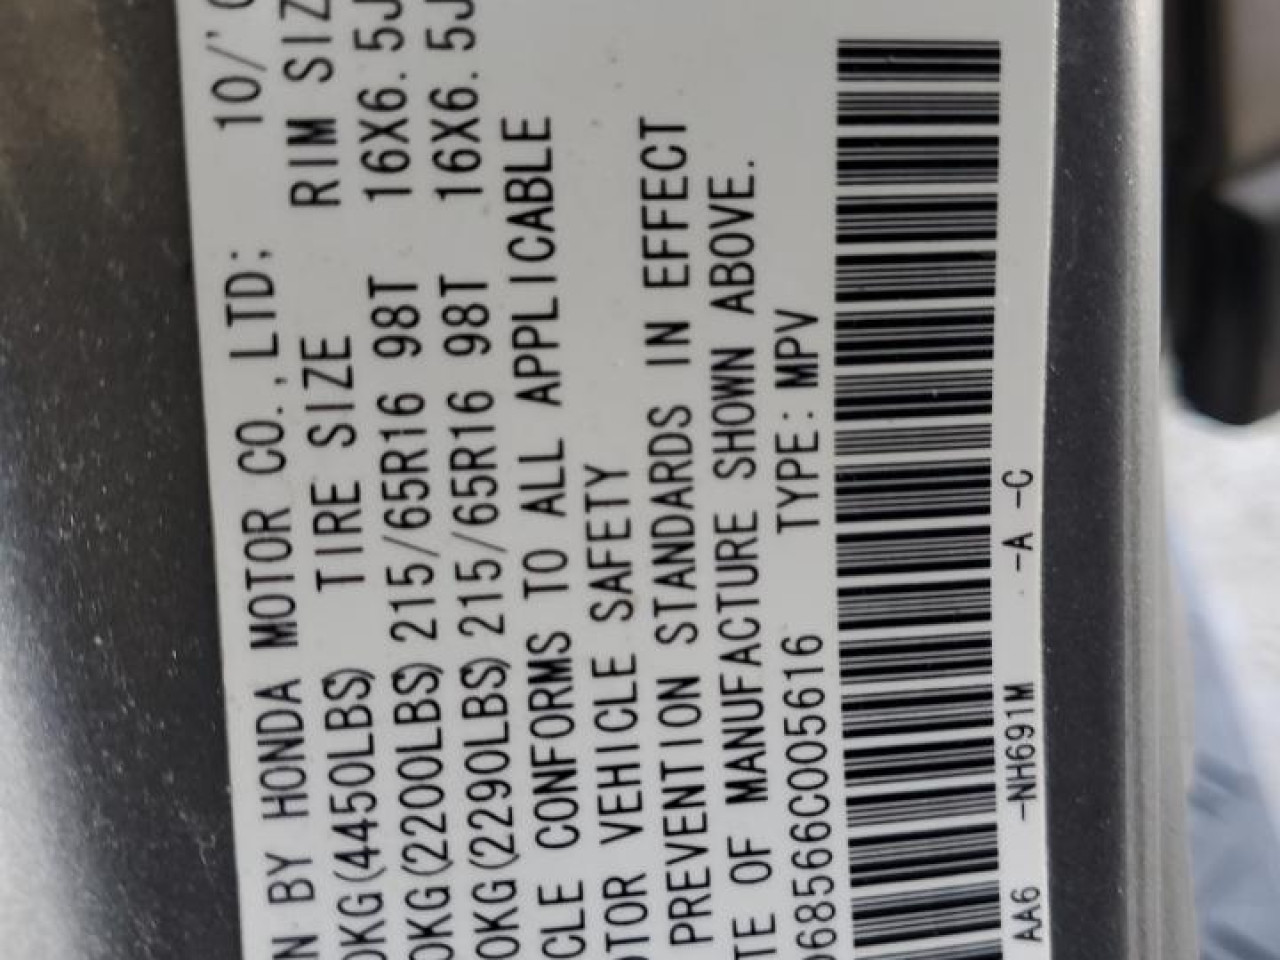 N BY HONDA MOTOR CO.,LTD; 10/'0
0KG(4450LBS) TIRE SIZE RIM SIZ
0KG(2200LBS) 215/65R16 98T 16X6.5J
0KG(2290LBS) 215/65R16 98T 16X6.5J
CLE CONFORMS TO ALL APPLICABLE
OTOR VEHICLE SAFETY
PREVENTION STANDARDS IN EFFECT
TE OF MANUFACTURE SHOWN ABOVE.
68566C005616 TYPE:MPV
AA6 -NH691M -A -C